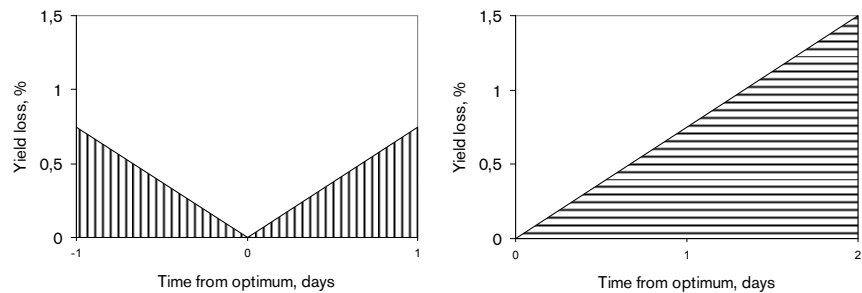 1,5
1
0,5
0
Yield loss, %
-1 0 1
Time from optimum, days
1,5
1
0,5
0
Yield loss, %
0 1 2
Time from optimum, days